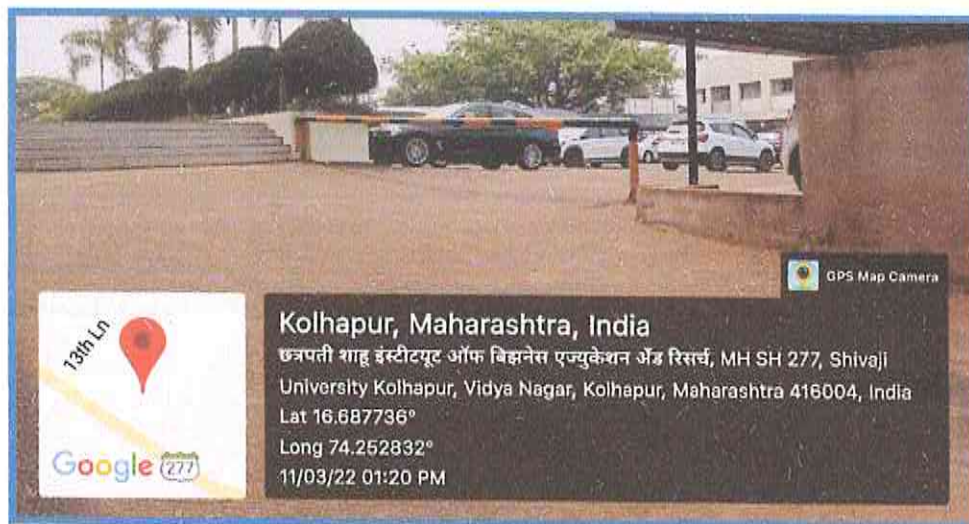 GPS Map Camera
13th Ln
Google 277
Kolhapur, Maharashtra, India
छत्रपती शाहू इंस्टीटयूट ऑफ बिझनेस एज्युकेशन अँड रिसर्च, MH SH 277, Shivaji
University Kolhapur, Vidya Nagar, Kolhapur, Maharashtra 416004, India
Lat 16.687736°
Long 74.252832°
11/03/22 01:20 PM